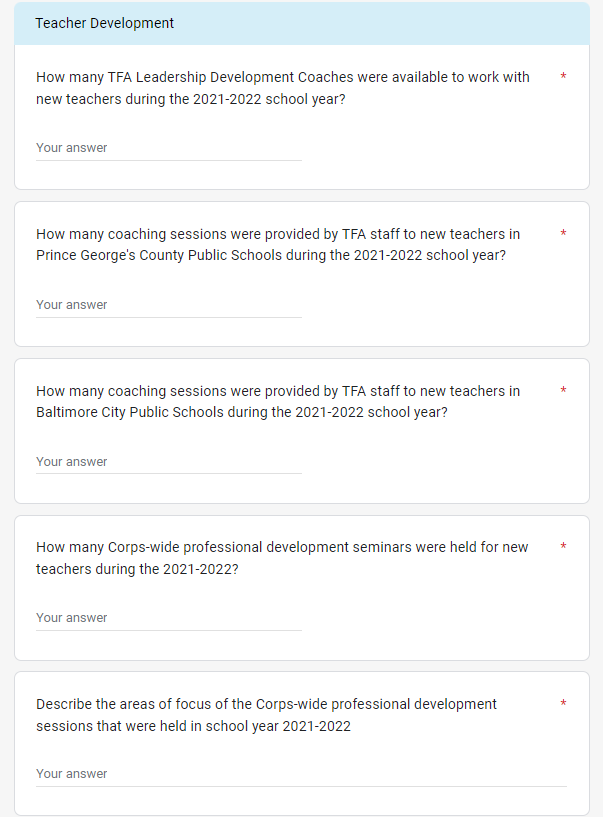 Teacher Development
How many TFA Leadership Development Coaches were available to work with *
new teachers during the 2021-2022 school year?
Your answer
How many coaching sessions were provided by TFA staff to new teachers in *
Prince George's County Public Schools during the 2021-2022 school year?
Your answer
How many coaching sessions were provided by TFA staff to new teachers in *
Baltimore City Public Schools during the 2021-2022 school year?
Your answer
How many Corps-wide professional development seminars were held for new *
teachers during the 2021-2022?
Your answer
Describe the areas of focus of the Corps-wide professional development *
sessions that were held in school year 2021-2022
Your answer